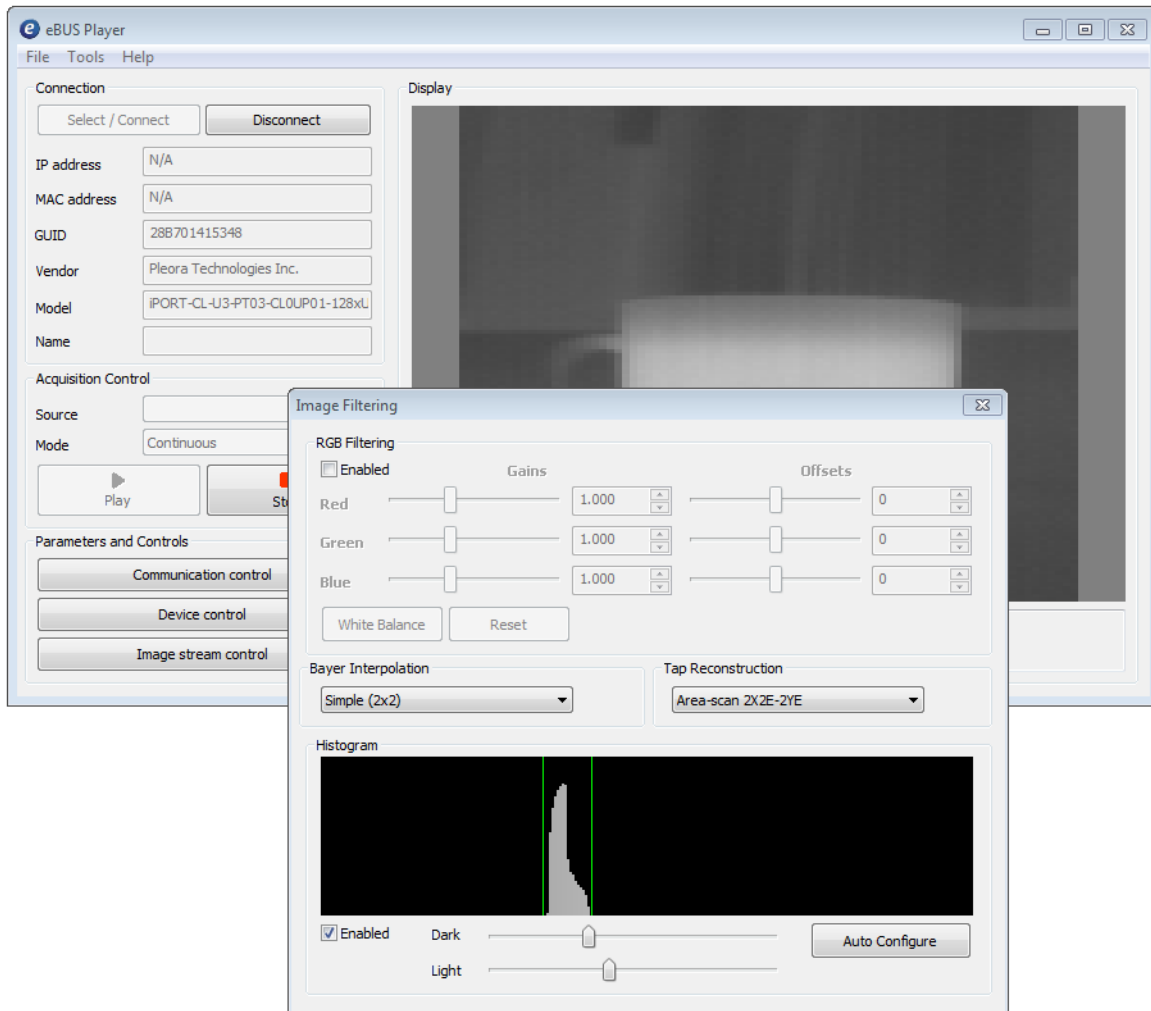 eBUS Player
File Tools Help
Connection
Select / Connect Disconnect
IP address N/A
MAC address N/A
GUID 28B701415348
Vendor Pleora Technologies Inc.
Model iPORT-CL-U3-PT03-CL0UP01-128xU
Name
Acquisition Control
Source
Mode Continuous
Play
Parameters and Controls
Communication control
Device control
Image stream control
Display
Image Filtering
RGB Filtering
Enabled Gains Offsets
Red 1.000 0
Green 1.000 0
Blue 1.000 0
White Balance Reset
Bayer Interpolation
Simple (2x2)
Tap Reconstruction
Area-scan 2X2E-2YE
Histogram
Enabled Dark
Light
Auto Configure